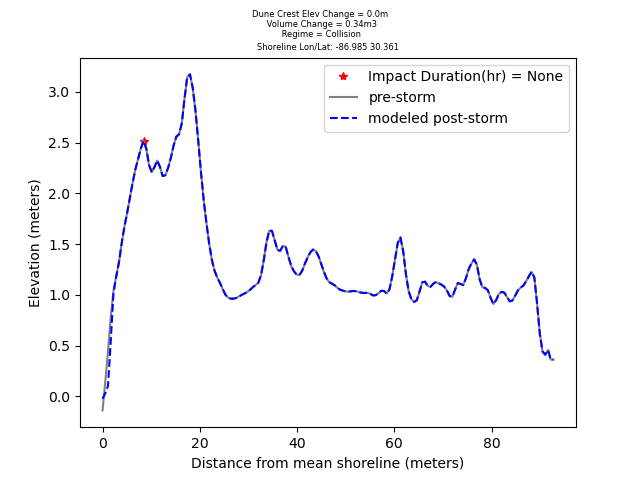 Dune Crest Elev Change = 0.0m
Volume Change = 0.34m3
Regime = Collision
Shoreline Lon/Lat: -86.985 30.361
Impact Duration(hr) = None
pre-storm
modeled post-storm
3.0
2.5
2.0
1.5
1.0
0.5
0.0
Elevation (meters)
0 20 40 60 80
Distance from mean shoreline (meters)